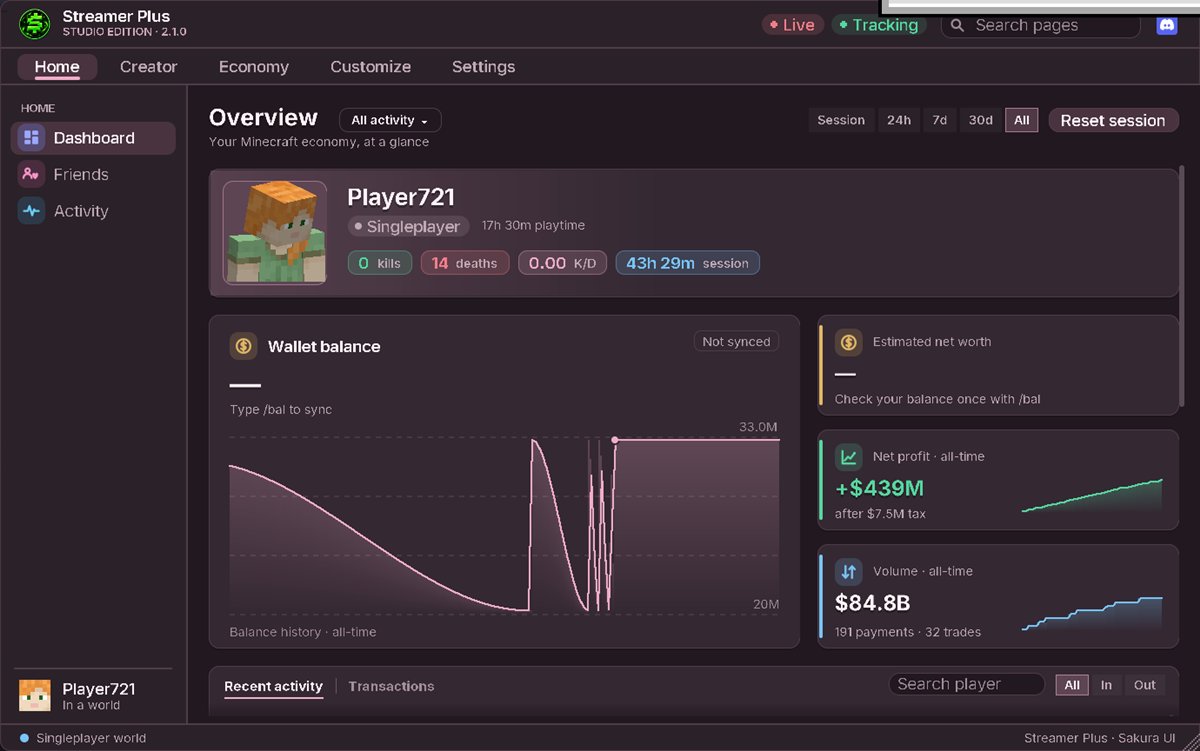 Streamer Plus
STUDIO EDITION · 2.1.0
Live
Tracking
Search pages
Home
Creator
Economy
Customize
Settings
HOME
Dashboard
Friends
Activity
Overview
All activity
Your Minecraft economy, at a glance
Session
24h
7d
30d
All
Reset session
Player721
Singleplayer
17h 30m playtime
0 kills
14 deaths
0.00 K/D
43h 29m session
Wallet balance
Not synced
—
Type /bal to sync
33.0M
20M
Balance history · all-time
Estimated net worth
—
Check your balance once with /bal
Net profit · all-time
+$439M
after $7.5M tax
Volume · all-time
$84.8B
191 payments · 32 trades
Recent activity
Transactions
Search player
All
In
Out
Player721
In a world
Singleplayer world
Streamer Plus · Sakura UI